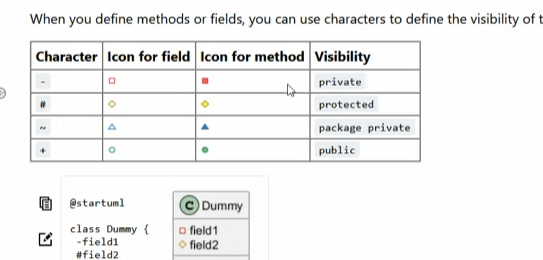 When you define methods or fields, you can use characters to define the visibility of t
Character Icon for field Icon for method Visibility
- private
# protected
~ package private
+ public
@startuml
class Dummy {
-field1
#field2
C Dummy
field1
field2